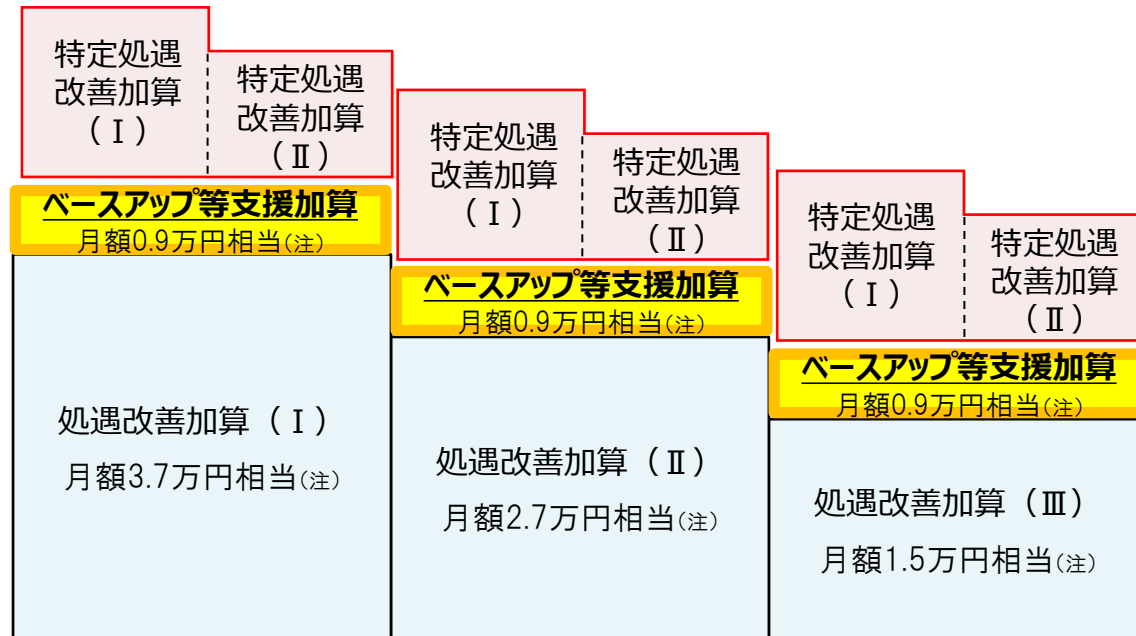 特定処遇
改善加算
（Ⅰ）
特定処遇
改善加算
（Ⅱ）
ベースアップ等支援加算
月額0.9万円相当(注)
処遇改善加算（Ⅰ）
月額3.7万円相当(注)
特定処遇
改善加算
（Ⅰ）
特定処遇
改善加算
（Ⅱ）
ベースアップ等支援加算
月額0.9万円相当(注)
処遇改善加算（Ⅱ）
月額2.7万円相当(注)
特定処遇
改善加算
（Ⅰ）
特定処遇
改善加算
（Ⅱ）
ベースアップ等支援加算
月額0.9万円相当(注)
処遇改善加算（Ⅲ）
月額1.5万円相当(注)